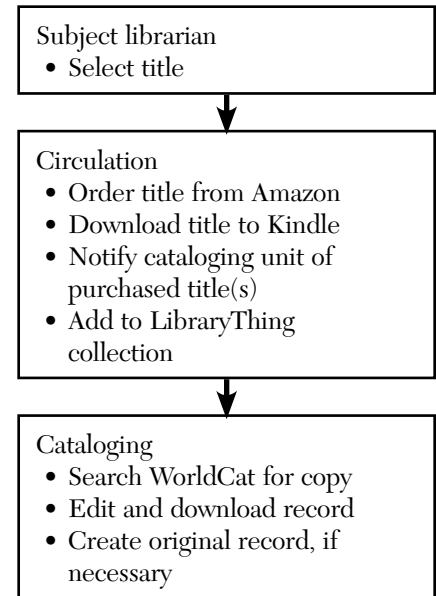 Subject librarian
• Select title
Circulation
• Order title from Amazon
• Download title to Kindle
• Notify cataloging unit of
purchased title(s)
• Add to LibraryThing
collection
Cataloging
• Search WorldCat for copy
• Edit and download record
• Create original record, if
necessary